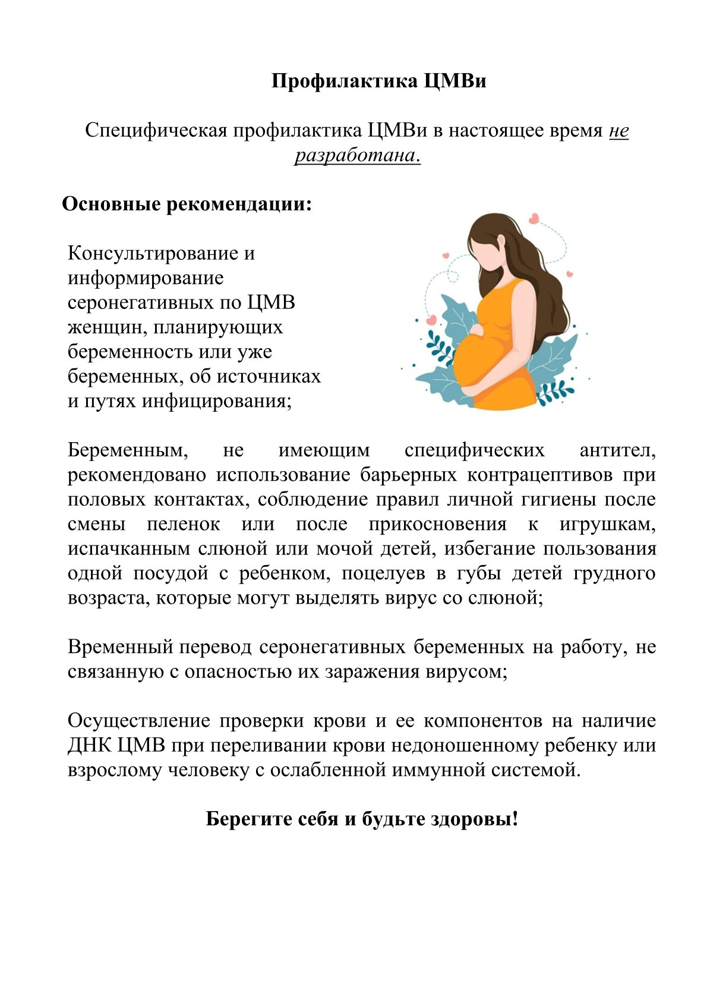 Профилактика ЦМВи
Специфическая профилактика ЦМВи в настоящее время не
разработана.
Основные рекомендации:
Консультирование и
информирование
серонегативных по ЦМВ
женщин, планирующих
беременность или уже
беременных, об источниках
и путях инфицирования;
Беременным, не имеющим специфических антител,
рекомендовано использование барьерных контрацептивов при
половых контактах, соблюдение правил личной гигиены после
смены пеленок или после прикосновения к игрушкам,
испачканным слюной или мочой детей, избегание пользования
одной посудой с ребенком, поцелуев в губы детей грудного
возраста, которые могут выделять вирус со слюной;
Временный перевод серонегативных беременных на работу, не
связанную с опасностью их заражения вирусом;
Осуществление проверки крови и ее компонентов на наличие
ДНК ЦМВ при переливании крови недоношенному ребенку или
взрослому человеку с ослабленной иммунной системой.
Берегите себя и будьте здоровы!